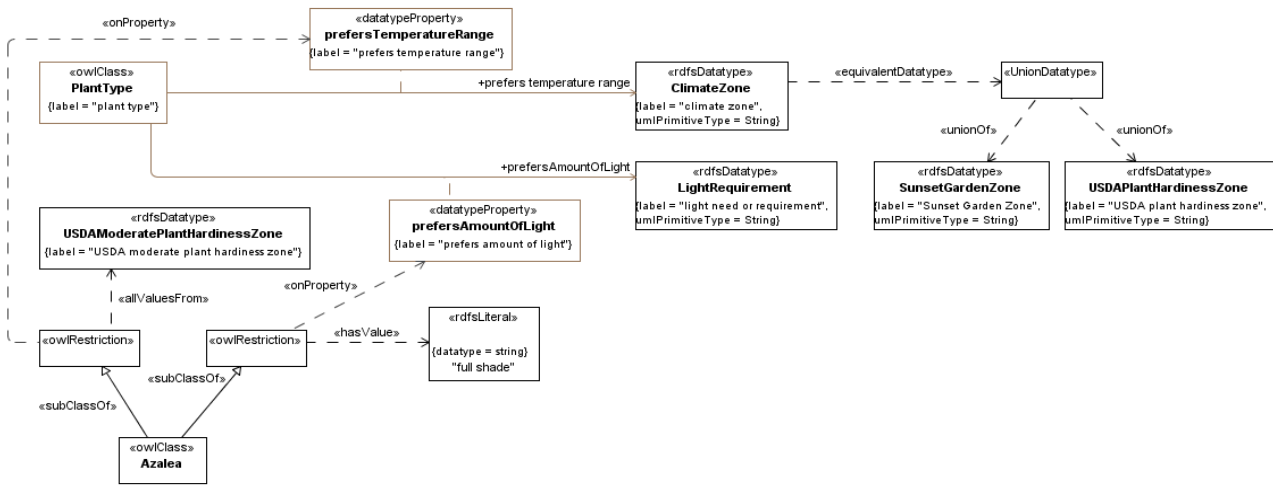 «onProperty»
«datatypeProperty»
prefersTemperatureRange
{label = "prefers temperature range"}
«owlClass»
PlantType
{label = "plant type"}
+prefers temperature range
«rdfsDatatype»
ClimateZone
{label = "climate zone",
umlPrimitiveType = String}
«equivalentDatatype»
«UnionDatatype»
«unionOf»
«unionOf»
+prefersAmountOfLight
«rdfsDatatype»
LightRequirement
{label = "light need or requirement",
umlPrimitiveType = String}
«rdfsDatatype»
SunsetGardenZone
{label = "Sunset Garden Zone",
umlPrimitiveType = String}
«rdfsDatatype»
USDAPlantHardinessZone
{label = "USDA plant hardiness zone",
umlPrimitiveType = String}
«rdfsDatatype»
USDAModeratePlantHardinessZone
{label = "USDA moderate plant hardiness zone"}
«datatypeProperty»
prefersAmountOfLight
{label = "prefers amount of light"}
«allValuesFrom»
«onProperty»
«owlRestriction»
«owlRestriction»
«hasValue»
«rdfsLiteral»
{datatype = string}
"full shade"
«subClassOf»
«subClassOf»
«owlClass»
Azalea